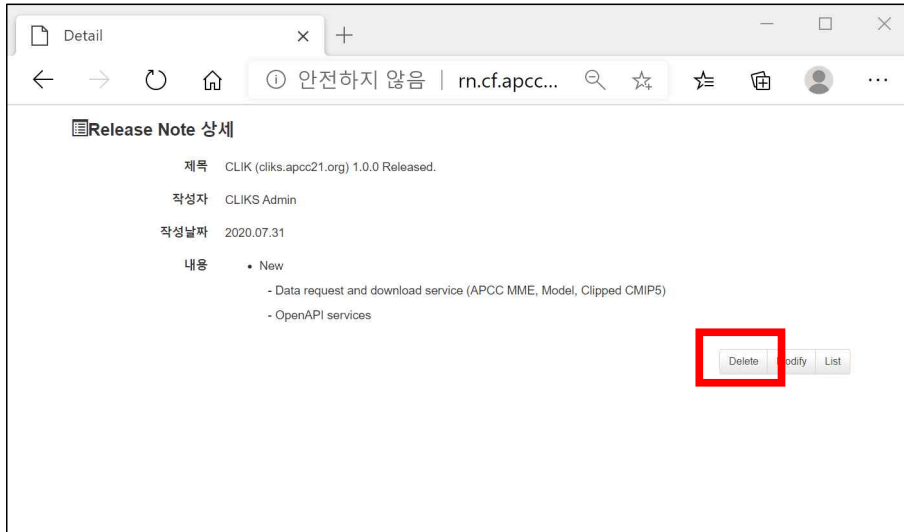 Detail
안전하지 않음 | rn.cf.apcc...
Release Note 상세
제목 CLIK (cliks.apcc21.org) 1.0.0 Released.
작성자 CLIKS Admin
작성날짜 2020.07.31
내용 • New
- Data request and download service (APCC MME, Model, Clipped CMIP5)
- OpenAPI services
Delete odify List